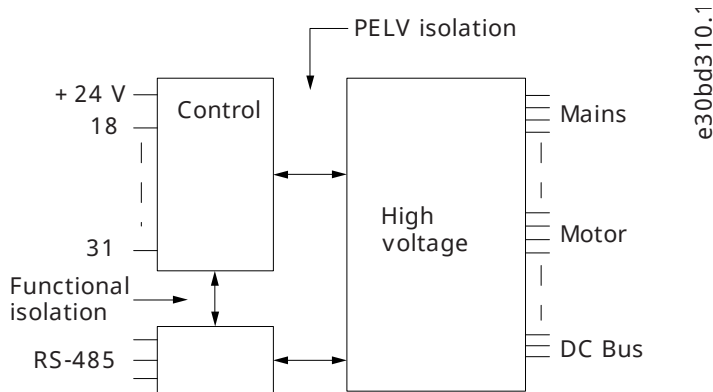 PELV isolation
+ 24 V
Control
18
Mains
High
voltage
Motor
31
Functional
isolation
RS-485
DC Bus
e30bd310.1